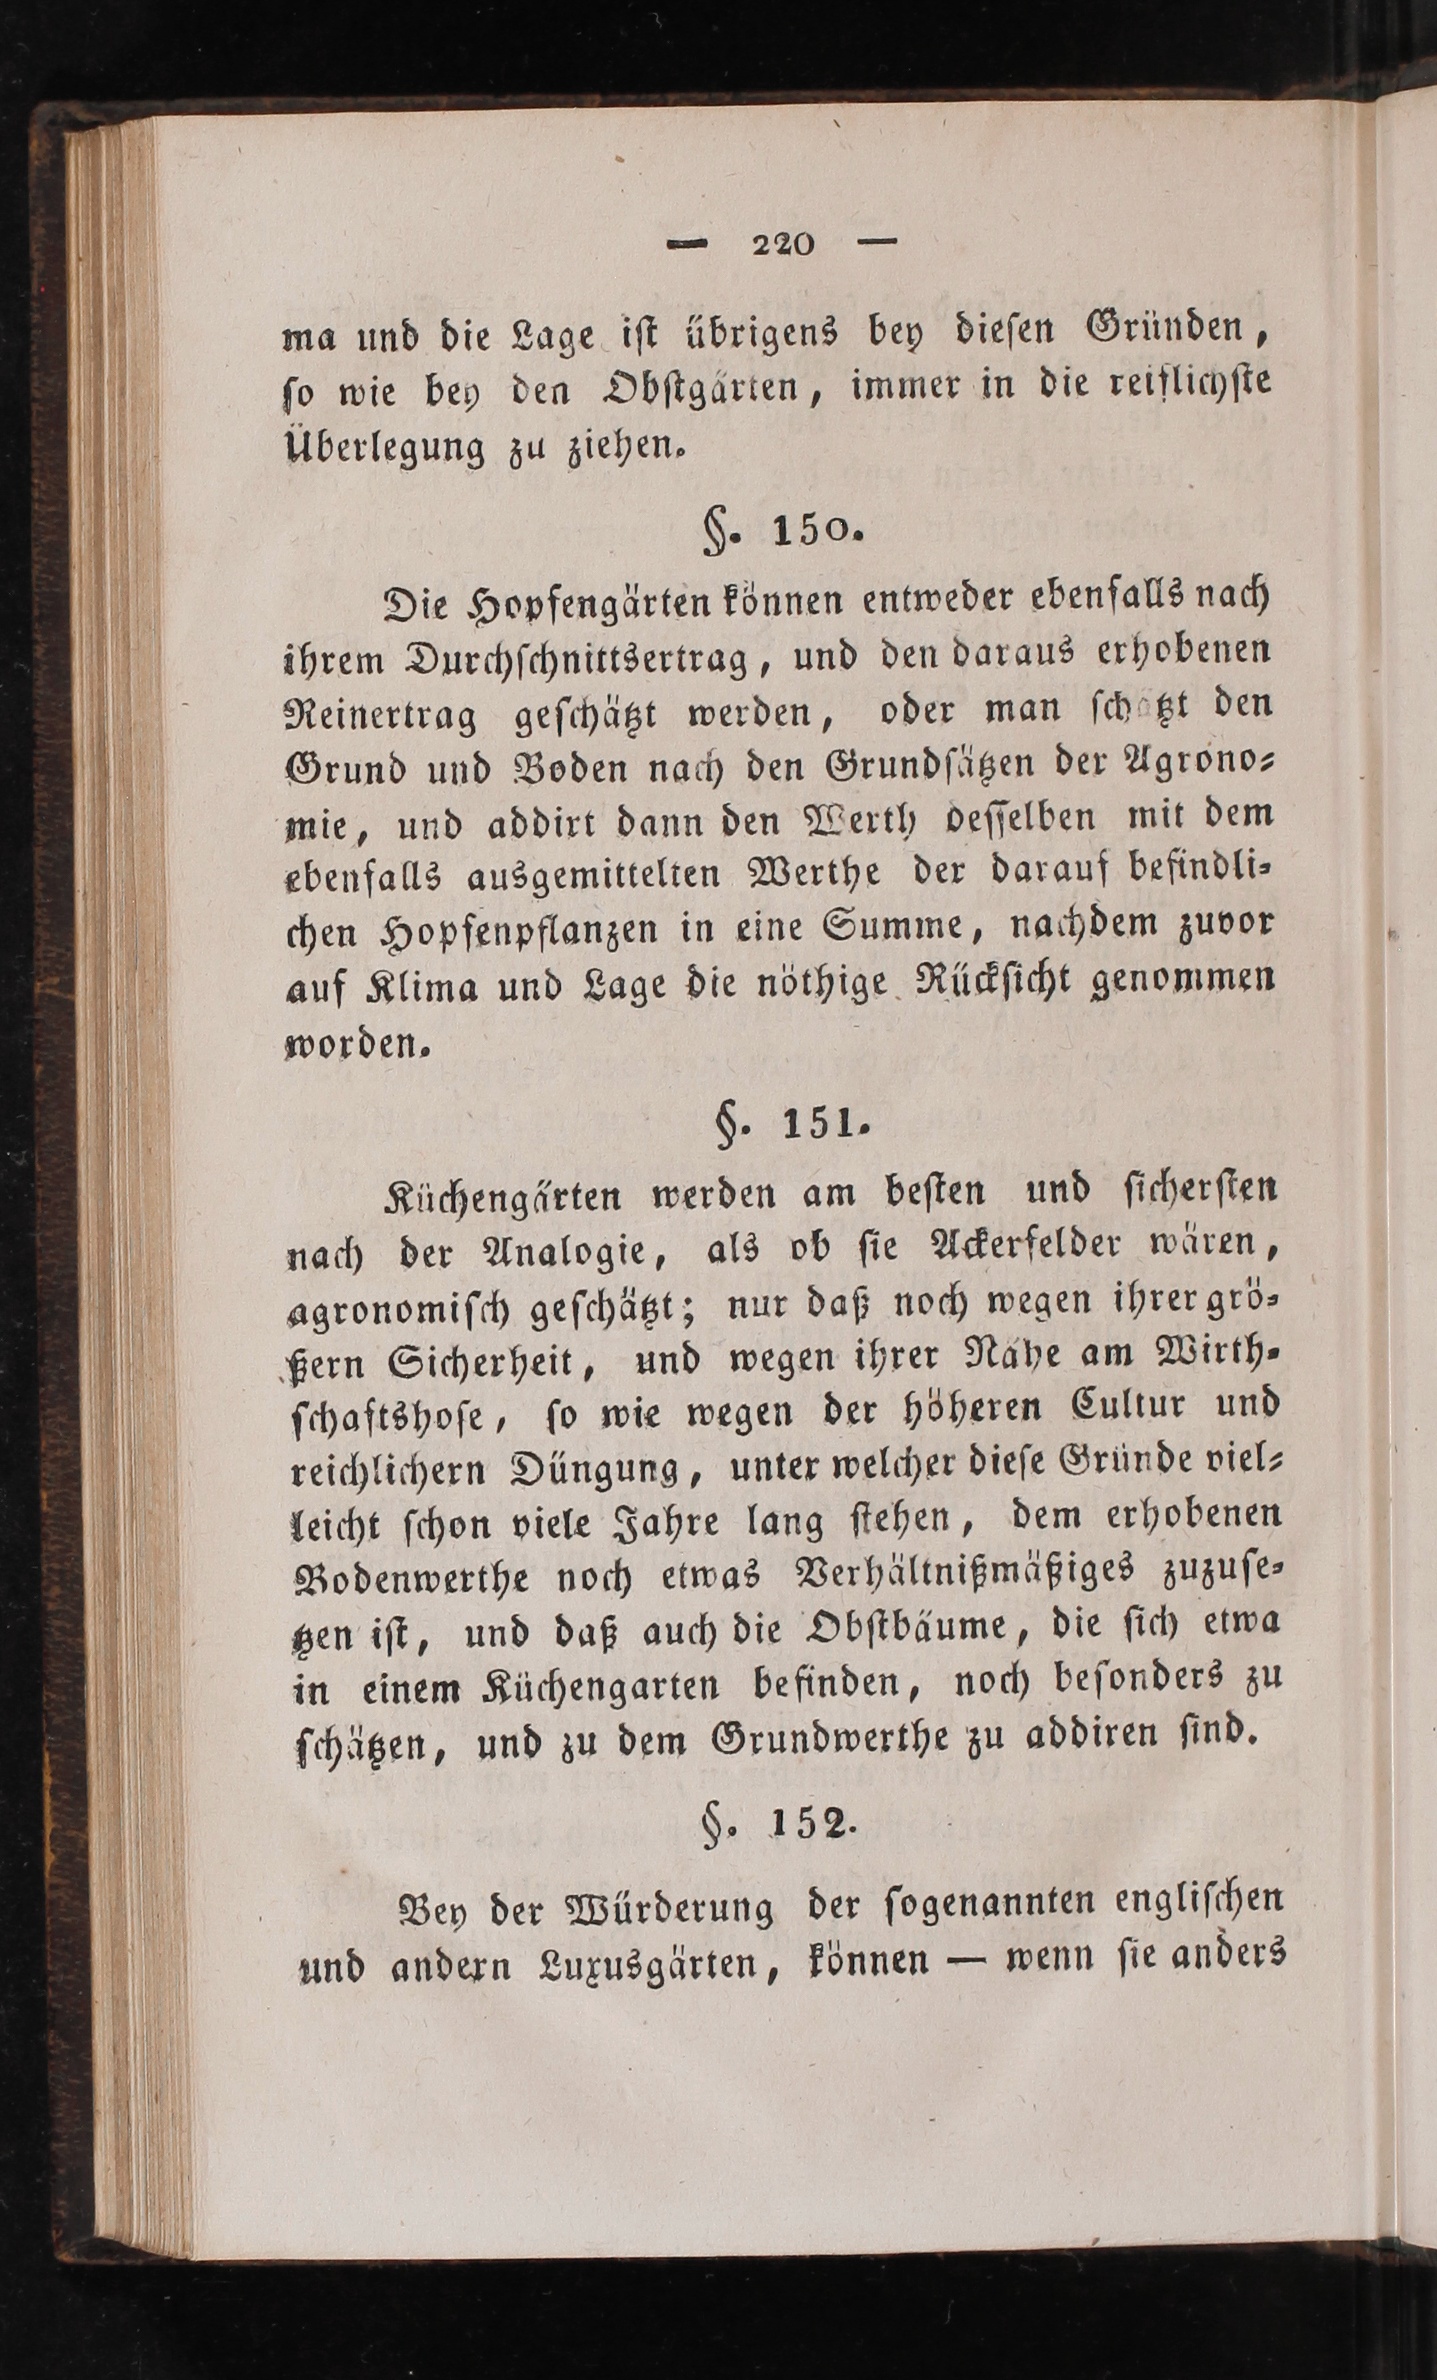 — 220 —
ma und die Lage iſt übrigens bey dieſen Gründen,
ſo wie bey den Obſtgärten, immer in die reiflichſte
Überlegung zu ziehen.
§. 150.
Die Hopfengärten können entweder ebenfalls nach
ihrem Durchſchnittsertrag, und den daraus erhobenen
Reinertrag geſchätzt werden, oder man ſchätzt den
Grund und Boden nach den Grundſätzen der Agrono⸗
mie, und addirt dann den Werth desſelben mit dem
ebenfalls ausgemittelten Werthe der darauf befindli⸗
chen Hopfenpflanzen in eine Summe, nachdem zuvor
auf Klima und Lage die nöthige Rückſicht genommen
worden.
§. 151.
Küchengärten werden am beſten und ſicherſten
nach der Analogie, als ob ſie Ackerfelder wären,
agronomiſch geſchätzt; nur daß noch wegen ihrer grö⸗
ßern Sicherheit, und wegen ihrer Nähe am Wirth⸗
ſchaftshofe, ſo wie wegen der höheren Cultur und
reichlichern Düngung, unter welcher dieſe Gründe viel⸗
leicht ſchon viele Jahre lang ſtehen, dem erhobenen
Bodenwerthe noch etwas Verhältnißmäßiges zuzuſe⸗
tzen iſt, und daß auch die Obſtbäume, die ſich etwa
in einem Küchengarten befinden, noch beſonders zu
ſchätzen, und zu dem Grundwerthe zu addiren ſind.
§. 152.
Bey der Würderung der ſogenannten engliſchen
und andern Luxusgärten, können — wenn ſie anders